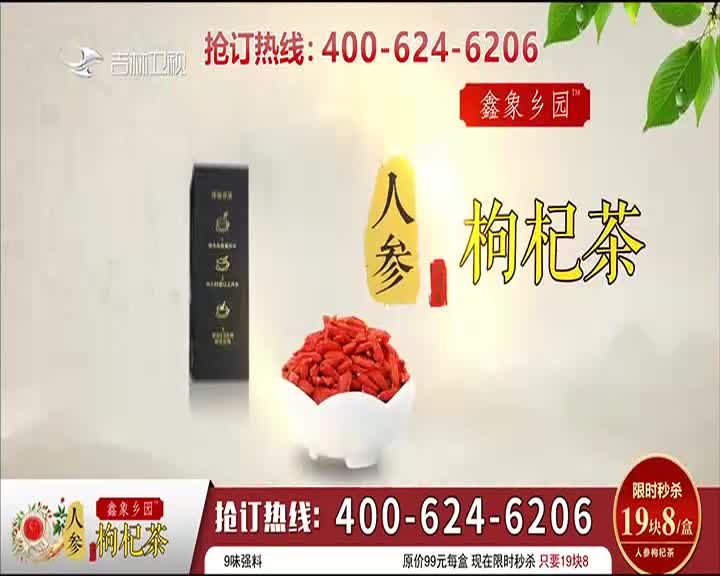 吉林卫视
抢订热线: 400-624-6206
鑫象乡园™
人参
枸杞茶
鑫象乡园™
人参
枸杞茶
抢订热线: 400-624-6206
9味强料
原价99元每盒 现在限时秒杀 只要19块8
限时秒杀
19块8/盒
人参枸杞茶